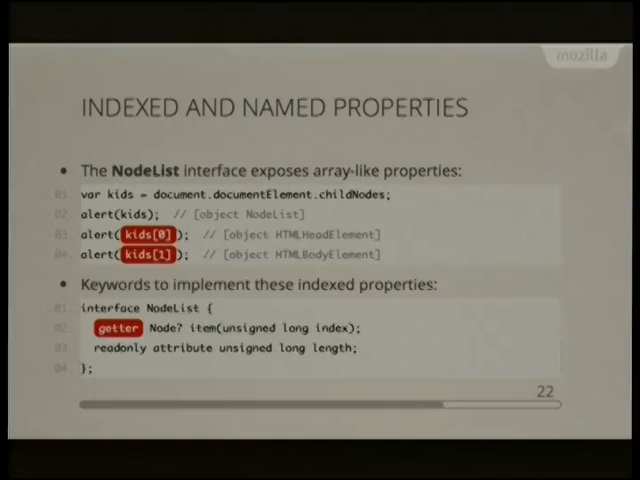 mozilla
INDEXED AND NAMED PROPERTIES
• The NodeList interface exposes array-like properties:
01. var kids = document.documentElement.childNodes;
02. alert(kids); // [object NodeList]
03. alert(kids[0]); // [object HTMLHeadElement]
04. alert(kids[1]); // [object HTMLBodyElement]
• Keywords to implement these indexed properties:
01. interface NodeList {
02. getter Node? item(unsigned long index);
03. readonly attribute unsigned long length;
04. };
22